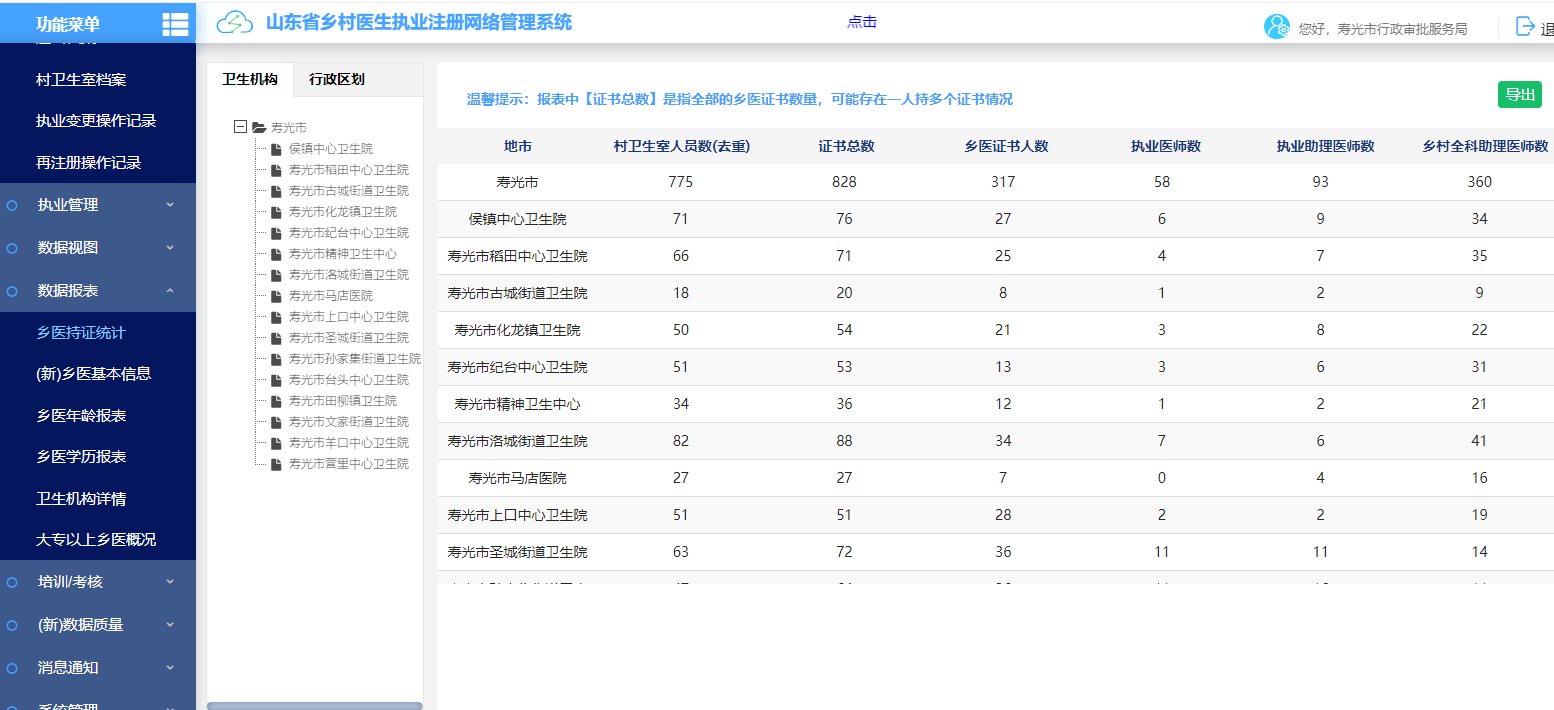 功能菜单
山东省乡村医生执业注册网络管理系统
点击
您好，寿光市行政审批服务局
退
村卫生室档案
执业变更操作记录
再注册操作记录
执业管理
数据视图
数据报表
乡医持证统计
(新)乡医基本信息
乡医年龄报表
乡医学历报表
卫生机构详情
大专以上乡医概况
培训/考核
(新)数据质量
消息通知
系统管理
卫生机构 行政区划
寿光市
侯镇中心卫生院
寿光市稻田中心卫生院
寿光市古城街道卫生院
寿光市化龙镇卫生院
寿光市纪台中心卫生院
寿光市精神卫生中心
寿光市洛城街道卫生院
寿光市马店医院
寿光市上口中心卫生院
寿光市圣城街道卫生院
寿光市孙家集街道卫生院
寿光市台头中心卫生院
寿光市田柳镇卫生院
寿光市文家街道卫生院
寿光市羊口中心卫生院
寿光市营里中心卫生院
温馨提示：报表中【证书总数】是指全部的乡医证书数量，可能存在一人持多个证书情况
导出
地市 村卫生室人员数(去重) 证书总数 乡医证书人数 执业医师数 执业助理医师数 乡村全科助理医师数
寿光市 775 828 317 58 93 360
侯镇中心卫生院 71 76 27 6 9 34
寿光市稻田中心卫生院 66 71 25 4 7 35
寿光市古城街道卫生院 18 20 8 1 2 9
寿光市化龙镇卫生院 50 54 21 3 8 22
寿光市纪台中心卫生院 51 53 13 3 6 31
寿光市精神卫生中心 34 36 12 1 2 21
寿光市洛城街道卫生院 82 88 34 7 6 41
寿光市马店医院 27 27 7 0 4 16
寿光市上口中心卫生院 51 51 28 2 2 19
寿光市圣城街道卫生院 63 72 36 11 11 14